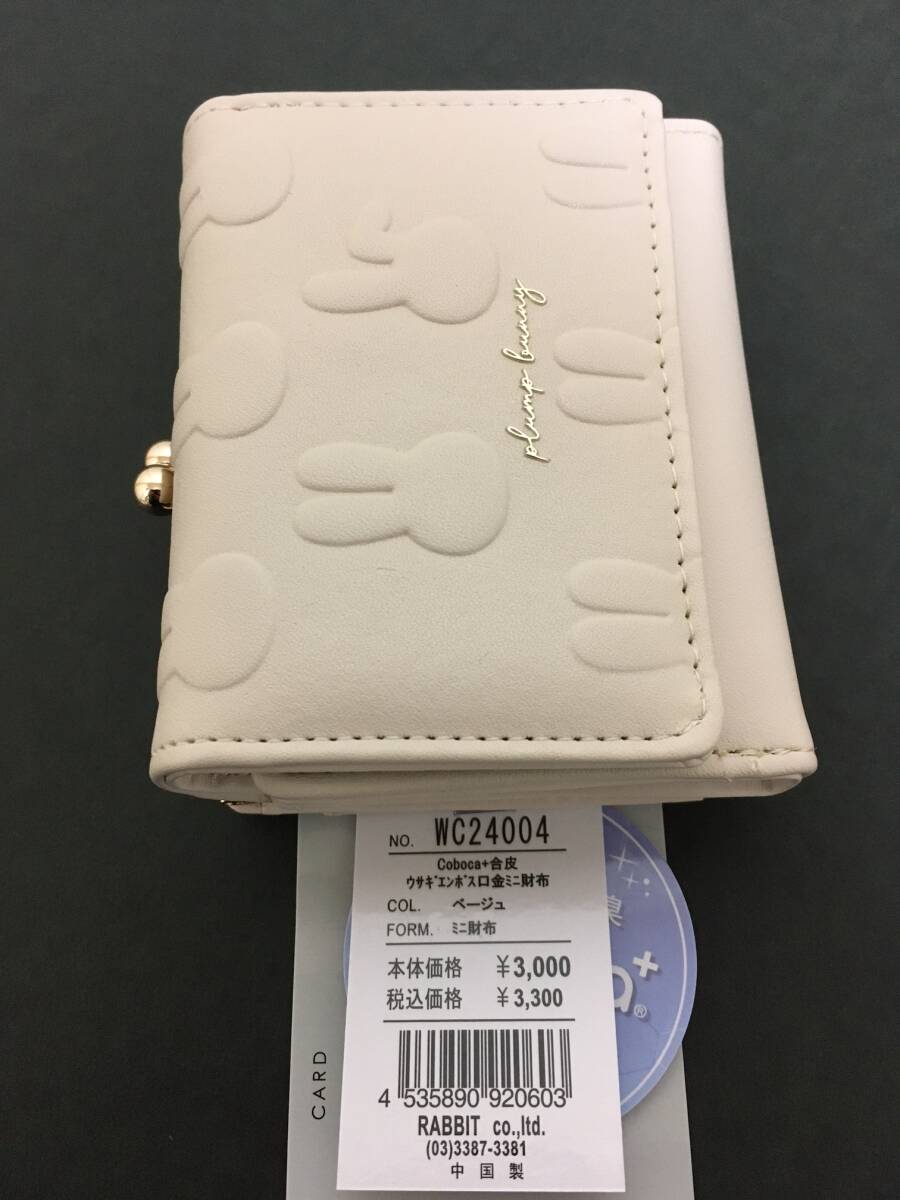 plump bunny
NO. WC24004
Coboca+合皮
ｳｻｷﾞｴﾝﾎﾞｽ口金ﾐﾆ財布
COL. ベージュ
FORM. ﾐﾆ財布
本体価格 ¥3,000
税込価格 ¥3,300
4 535890 920603
RABBIT co.,ltd.
(03)3387-3381
中国製
CARD
臭
a+®